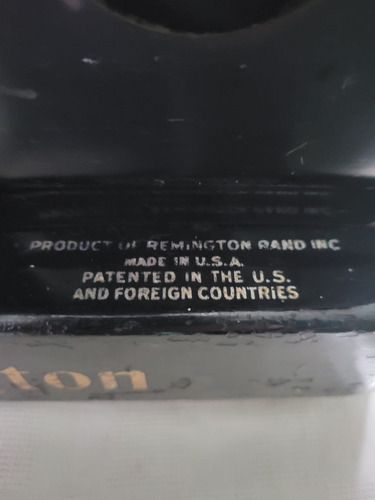 PRODUCT OF REMINGTON RAND INC
MADE IN U.S.A.
PATENTED IN THE U.S.
AND FOREIGN COUNTRIES
ton